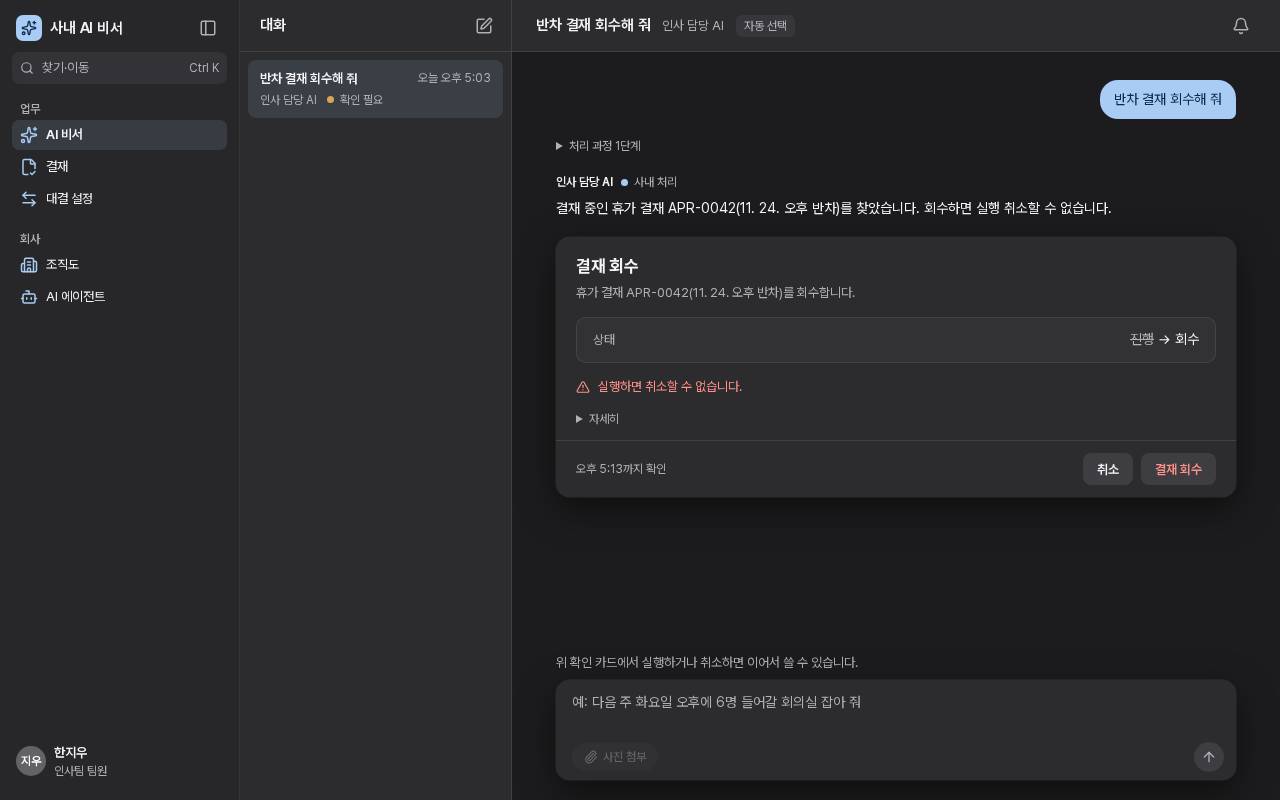 사내 AI 비서
찾기·이동 Ctrl K
업무
AI 비서
결재
대결 설정
회사
조직도
AI 에이전트
지우
한지우
인사팀 팀원
대화
반차 결재 회수해 줘 오늘 오후 5:03
인사 담당 AI 확인 필요
반차 결재 회수해 줘 인사 담당 AI 자동 선택
반차 결재 회수해 줘
처리 과정 1단계
인사 담당 AI 사내 처리
결재 중인 휴가 결재 APR-0042(11. 24. 오후 반차)를 찾았습니다. 회수하면 실행 취소할 수 없습니다.
결재 회수
휴가 결재 APR-0042(11. 24. 오후 반차)를 회수합니다.
상태 진행 → 회수
실행하면 취소할 수 없습니다.
자세히
오후 5:13까지 확인 취소 결재 회수
위 확인 카드에서 실행하거나 취소하면 이어서 쓸 수 있습니다.
예: 다음 주 화요일 오후에 6명 들어갈 회의실 잡아 줘
사진 첨부